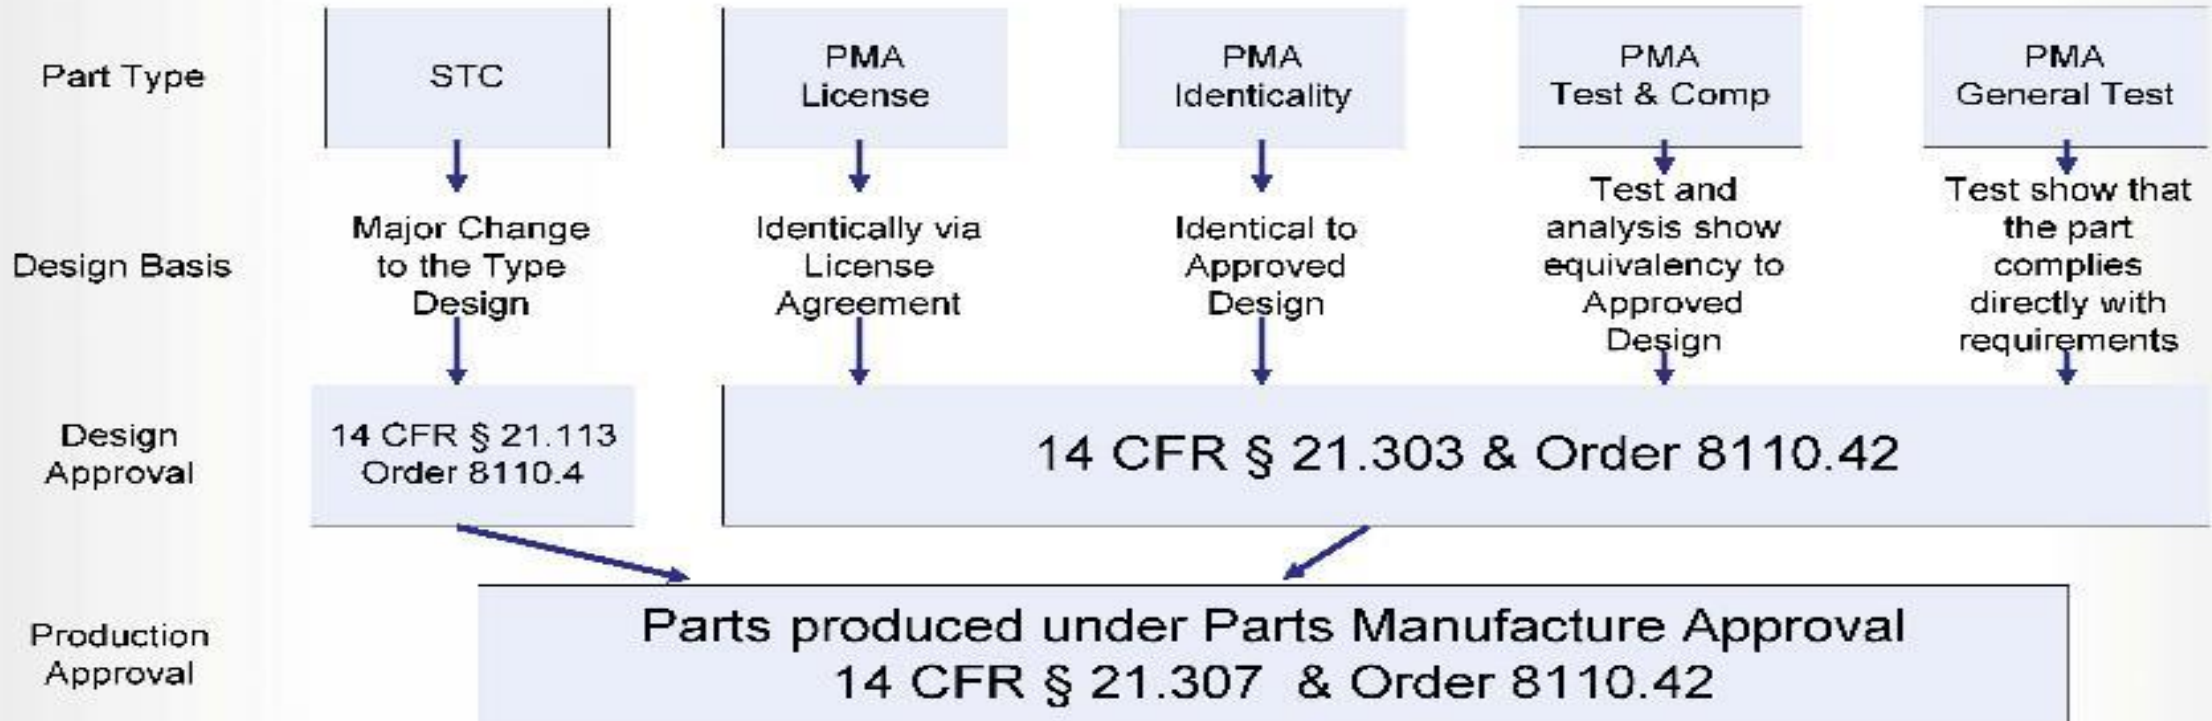 Part Type
STC
PMA
License
PMA
Identicality
PMA
Test & Comp
PMA
General Test
Design Basis
Major Change
to the Type
Design
Identically via
License
Agreement
Identical to
Approved
Design
Test and
analysis show
equivalency to
Approved
Design
Test show that
the part
complies
directly with
requirements
Design
Approval
14 CFR § 21.113
Order 8110.4
14 CFR § 21.303 & Order 8110.42
Production
Approval
Parts produced under Parts Manufacture Approval
14 CFR § 21.307 & Order 8110.42